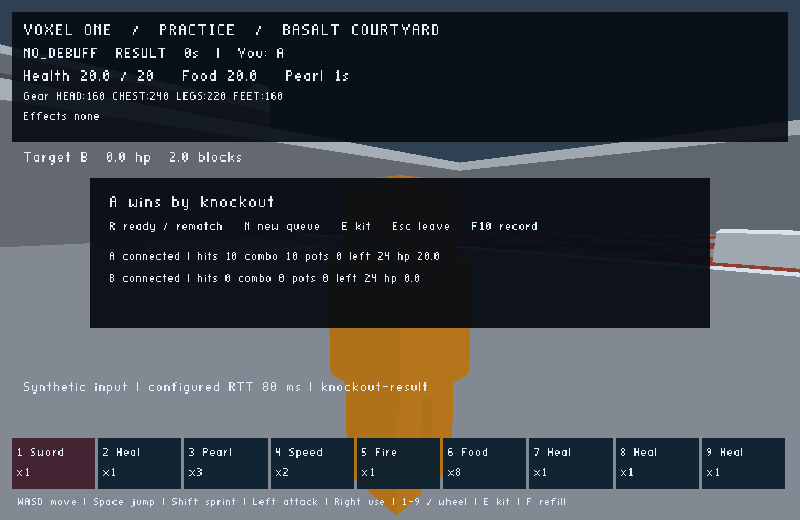 VOXEL ONE / PRACTICE / BASALT COURTYARD
NO_DEBUFF RESULT 0s | You: A
Health 20.0 / 20 Food 20.0 Pearl 1s
Gear HEAD:160 CHEST:240 LEGS:220 FEET:160
Effects none
Target B 0.0 hp 2.0 blocks
A wins by knockout
R ready / rematch N new queue E kit Esc leave F10 record
A connected | hits 10 combo 10 pots 0 left 24 hp 20.0
B connected | hits 0 combo 0 pots 0 left 24 hp 0.0
Synthetic input | configured RTT 80 ms | knockout-result
1 Sword 2 Heal 3 Pearl 4 Speed 5 Fire 6 Food 7 Heal 8 Heal 9 Heal
x1 x1 x3 x2 x1 x8 x1 x1 x1
WASD move | Space jump | Shift sprint | Left attack | Right use | 1-9 / wheel | E kit | F refill